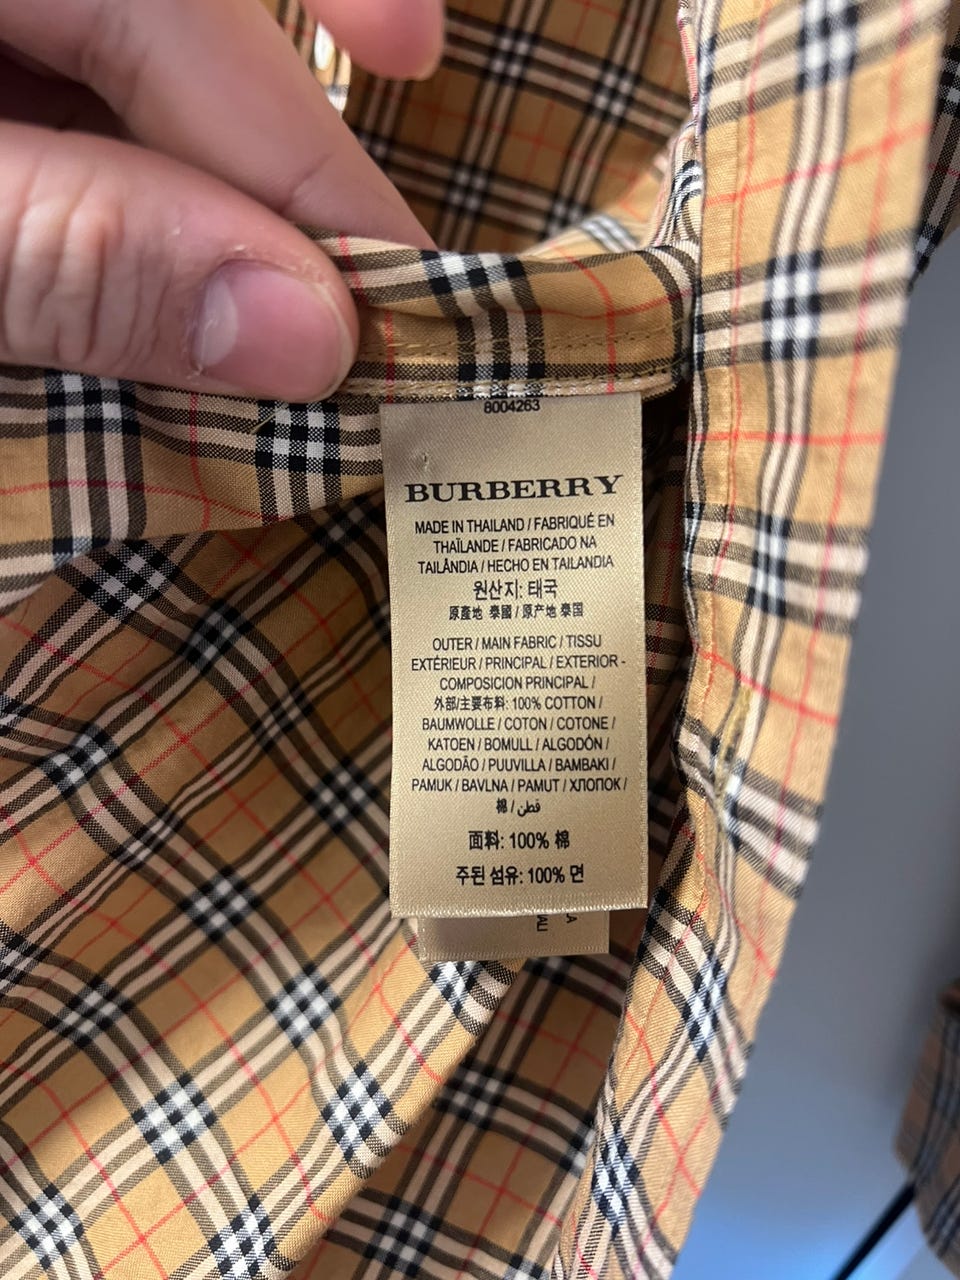 8004263
BURBERRY
MADE IN THAILAND / FABRIQUÉ EN
THAÏLANDE / FABRICADO NA
TAILÂNDIA / HECHO EN TAILANDIA
원산지: 태국
原產地 泰國 / 原产地 泰国
OUTER / MAIN FABRIC / TISSU
EXTÉRIEUR / PRINCIPAL / EXTERIOR -
COMPOSICION PRINCIPAL /
外部/主要布料: 100% COTTON /
BAUMWOLLE / COTON / COTONE /
KATOEN / BOMULL / ALGODÓN /
ALGODÃO / PUUVILLA / BAMBAKI /
PAMUK / BAVLNA / PAMUT / ХЛОПОК /
棉 / قطن
面料: 100% 棉
주된 섬유: 100% 면